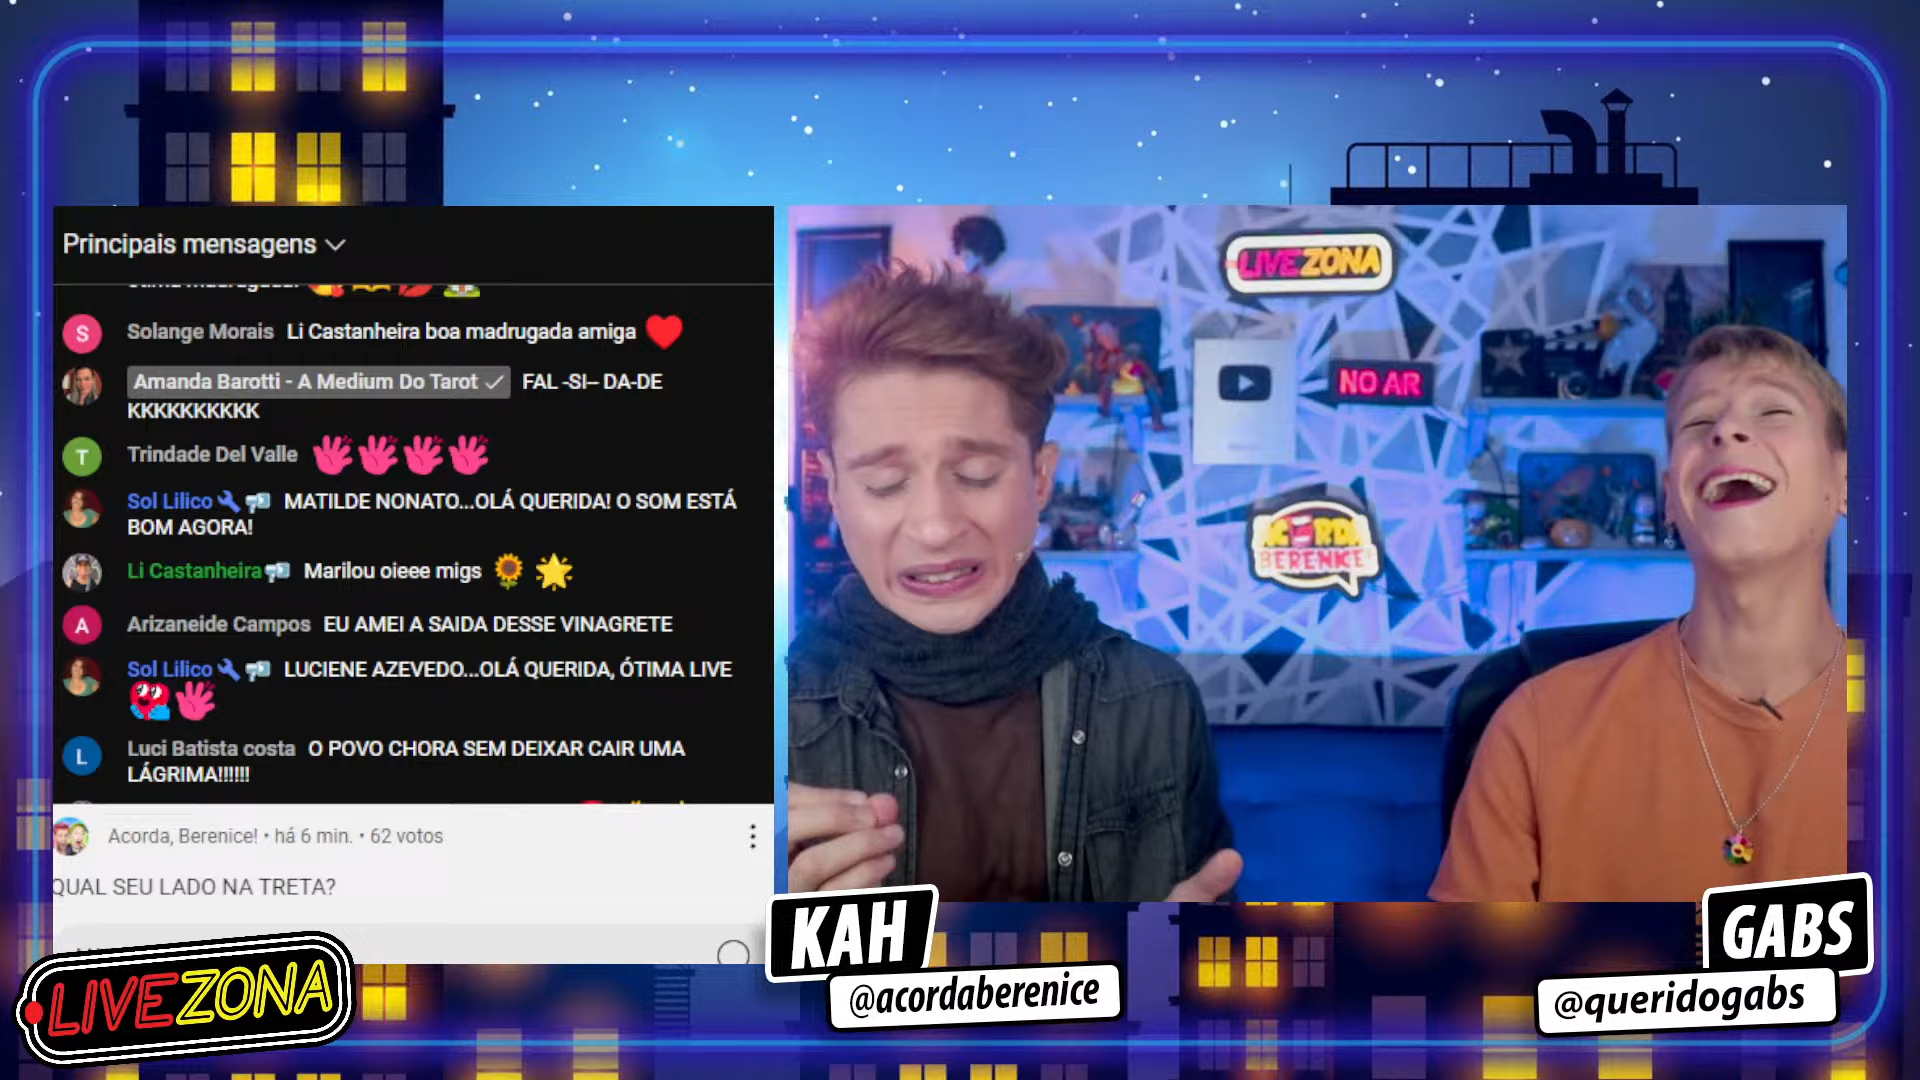 Principais mensagens
Solange Morais Li Castanheira boa madrugada amiga
Amanda Barotti - A Medium Do Tarot FAL -SI-- DA-DE
KKKKKKKKKK
T Trindade Del Valle
Sol Lilico MATILDE NONATO...OLÁ QUERIDA! O SOM ESTÁ
BOM AGORA!
Li Castanheira Marilou oieee migs
A Arizaneide Campos EU AMEI A SAIDA DESSE VINAGRETE
Sol Lilico LUCIENE AZEVEDO...OLÁ QUERIDA, ÓTIMA LIVE
L Luci Batista costa O POVO CHORA SEM DEIXAR CAIR UMA
LÁGRIMA!!!!!!
Acorda, Berenice! • há 6 min. • 62 votos
QUAL SEU LADO NA TRETA?
LIVEZONA
LIVEZONA
NO AR
ACORDA
BERENICE!
KAH
@acordaberenice
GABS
@queridogabs